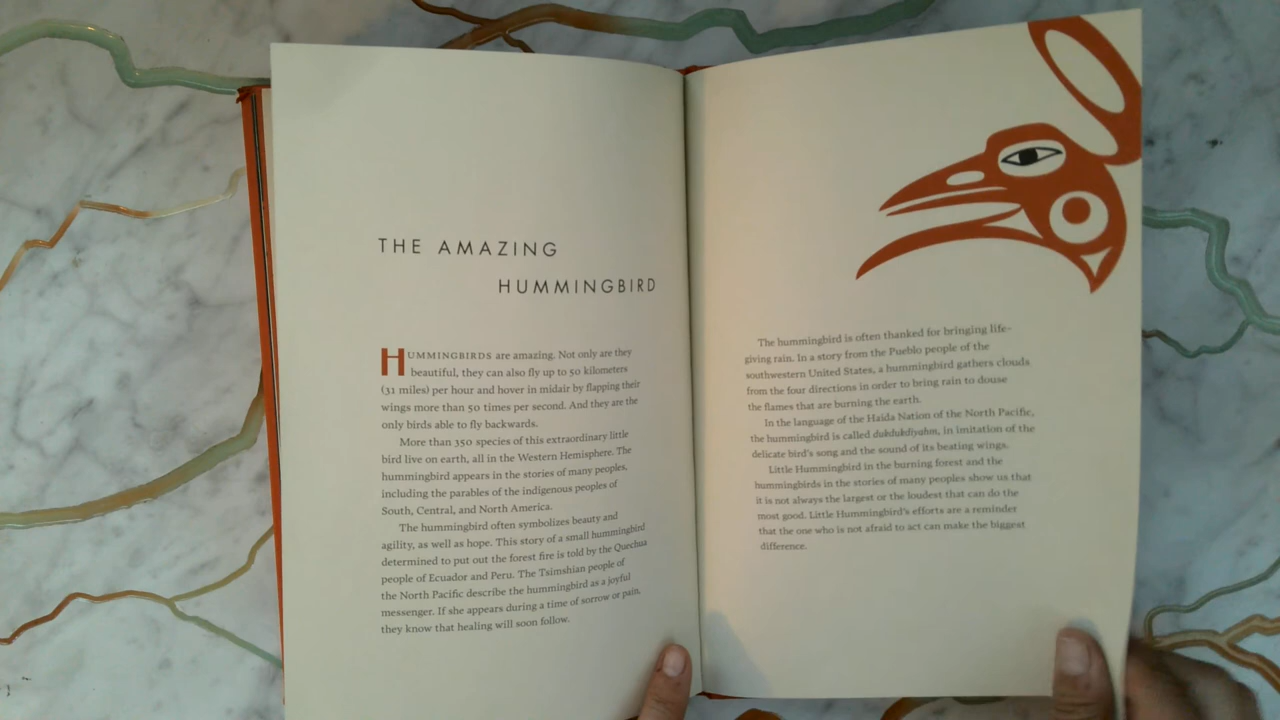 THE AMAZING
HUMMINGBIRD
HUMMINGBIRDS are amazing. Not only are they
beautiful, they can also fly up to 50 kilometers
(31 miles) per hour and hover in midair by flapping their
wings more than 50 times per second. And they are the
only birds able to fly backwards.
More than 350 species of this extraordinary little
bird live on earth, all in the Western Hemisphere. The
hummingbird appears in the stories of many peoples,
including the parables of the indigenous peoples of
South, Central, and North America.
The hummingbird often symbolizes beauty and
agility, as well as hope. This story of a small hummingbird
determined to put out the forest fire is told by the Quechua
people of Ecuador and Peru. The Tsimshian people of
the North Pacific describe the hummingbird as a joyful
messenger. If she appears during a time of sorrow or pain,
they know that healing will soon follow.
The hummingbird is often thanked for bringing life-
giving rain. In a story from the Pueblo people of the
southwestern United States, a hummingbird gathers clouds
from the four directions in order to bring rain to douse
the flames that are burning the earth.
In the language of the Haida Nation of the North Pacific,
the hummingbird is called dukdukdiyahm, in imitation of the
delicate bird's song and the sound of its beating wings.
Little Hummingbird in the burning forest and the
hummingbirds in the stories of many peoples show us that
it is not always the largest or the loudest that can do the
most good. Little Hummingbird's efforts are a reminder
that the one who is not afraid to act can make the biggest
difference.